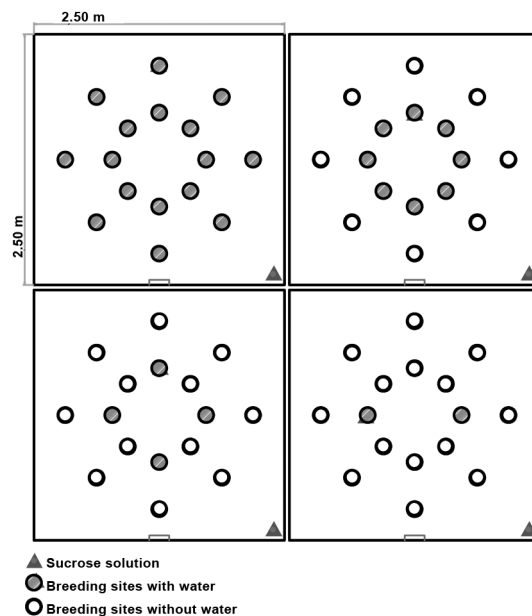 2.50 m
2.50 m
Sucrose solution
Breeding sites with water
Breeding sites without water